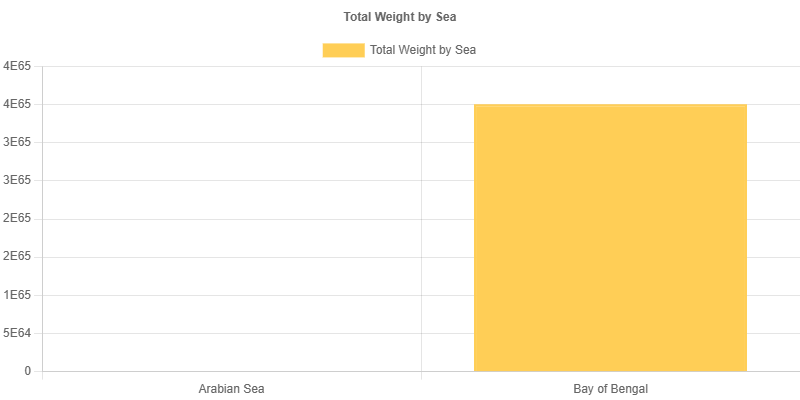 Total Weight by Sea
Total Weight by Sea
4E65
4E65
3E65
3E65
2E65
2E65
1E65
5E64
0
Arabian Sea
Bay of Bengal